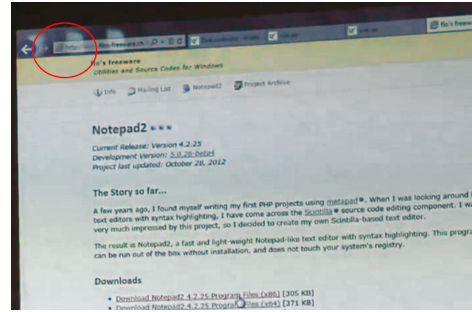 flo's freeware
flo's freeware
Utilities and Source Codes for Windows
Info Mailing List Notepad2 Project Archive
Notepad2
Current Release: Version 4.2.25
Development Version: 5.0.26-beta4
Project last updated: October 28, 2012
The Story so far...
A few years ago, I found myself writing my first PHP projects using metapad. When I was looking around
text editors with syntax highlighting, I have come across the Scintilla source code editing component. I wa
very much impressed by this project, so I decided to create my own Scintilla-based text editor.
The result is Notepad2, a fast and light-weight Notepad-like text editor with syntax highlighting. This progra
can be run out of the box without installation, and does not touch your system's registry.
Downloads
• Download Notepad2 4.2.25 Program Files (x86) [305 KB]
• Download Notepad2 4.2.25 Program Files (x64) [371 KB]